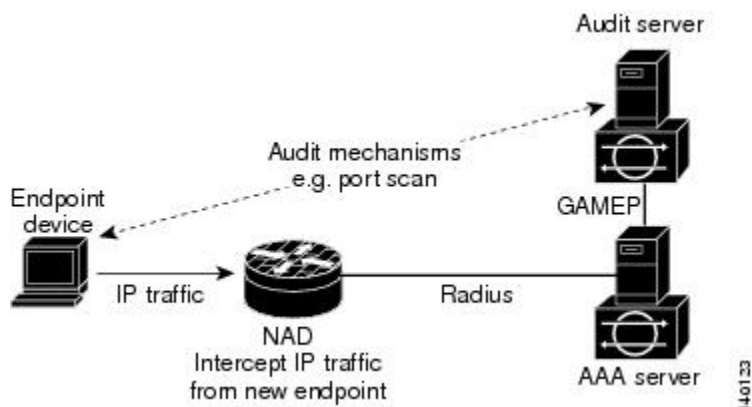 Audit server
Audit mechanisms
e.g. port scan
Endpoint
device
GAMEP
IP traffic
Radius
NAD
Intercept IP traffic
from new endpoint
AAA server